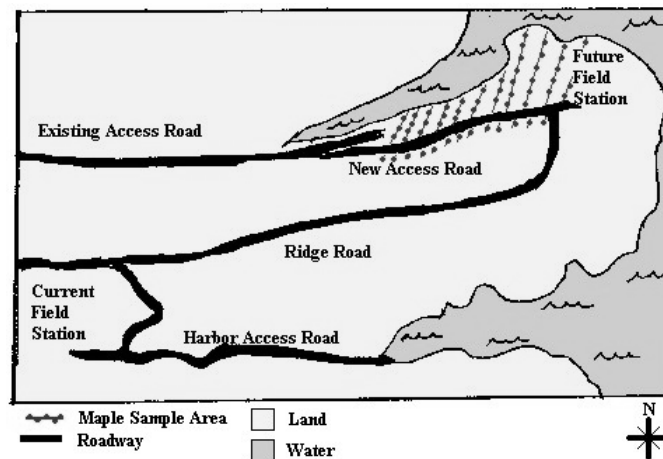 Future
Field
Station
Existing Access Road
New Access Road
Ridge Road
Current
Field
Station
Harbor Access Road
Maple Sample Area
Land
Roadway
Water
N